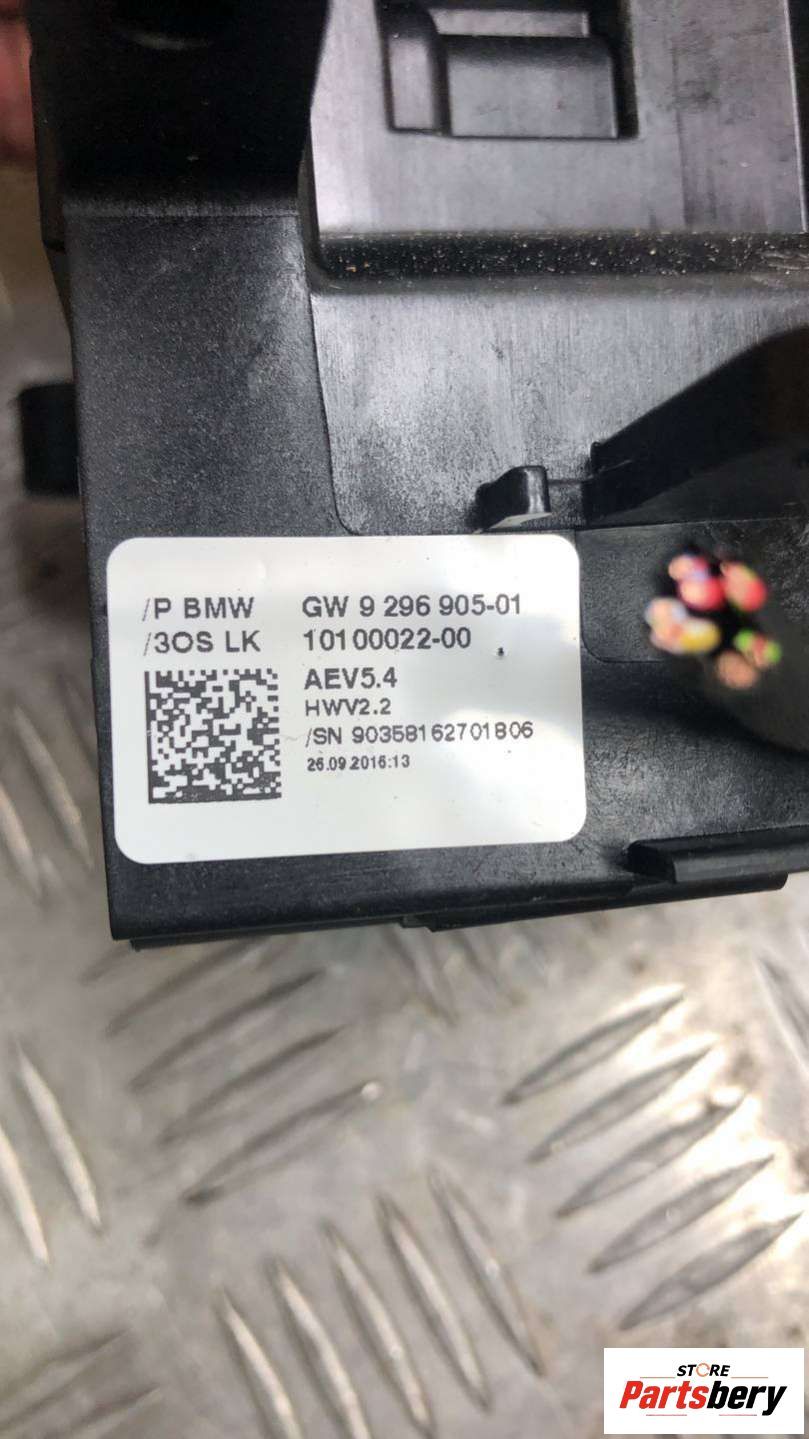 /P BMW GW 9 296 905-01
/3OS LK 10100022-00
AEV5.4
HWV2.2
/SN 90358162701806
26.09.2016:13
STORE
Partsbery